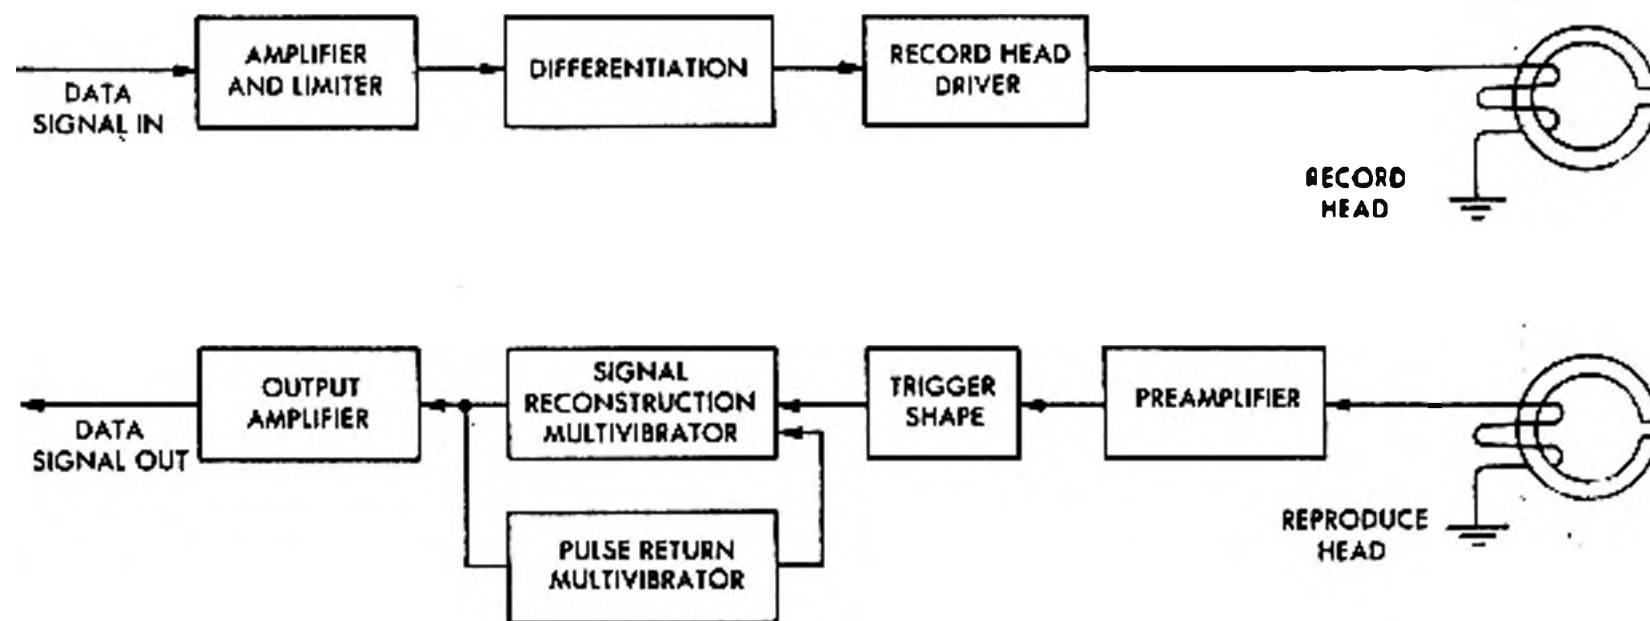 DATA
SIGNAL IN
AMPLIFIER
AND LIMITER
DIFFERENTIATION
RECORD HEAD
DRIVER
RECORD
HEAD
DATA
SIGNAL OUT
OUTPUT
AMPLIFIER
SIGNAL
RECONSTRUCTION
MULTIVIBRATOR
TRIGGER
SHAPE
PREAMPLIFIER
REPRODUCE
HEAD
PULSE RETURN
MULTIVIBRATOR